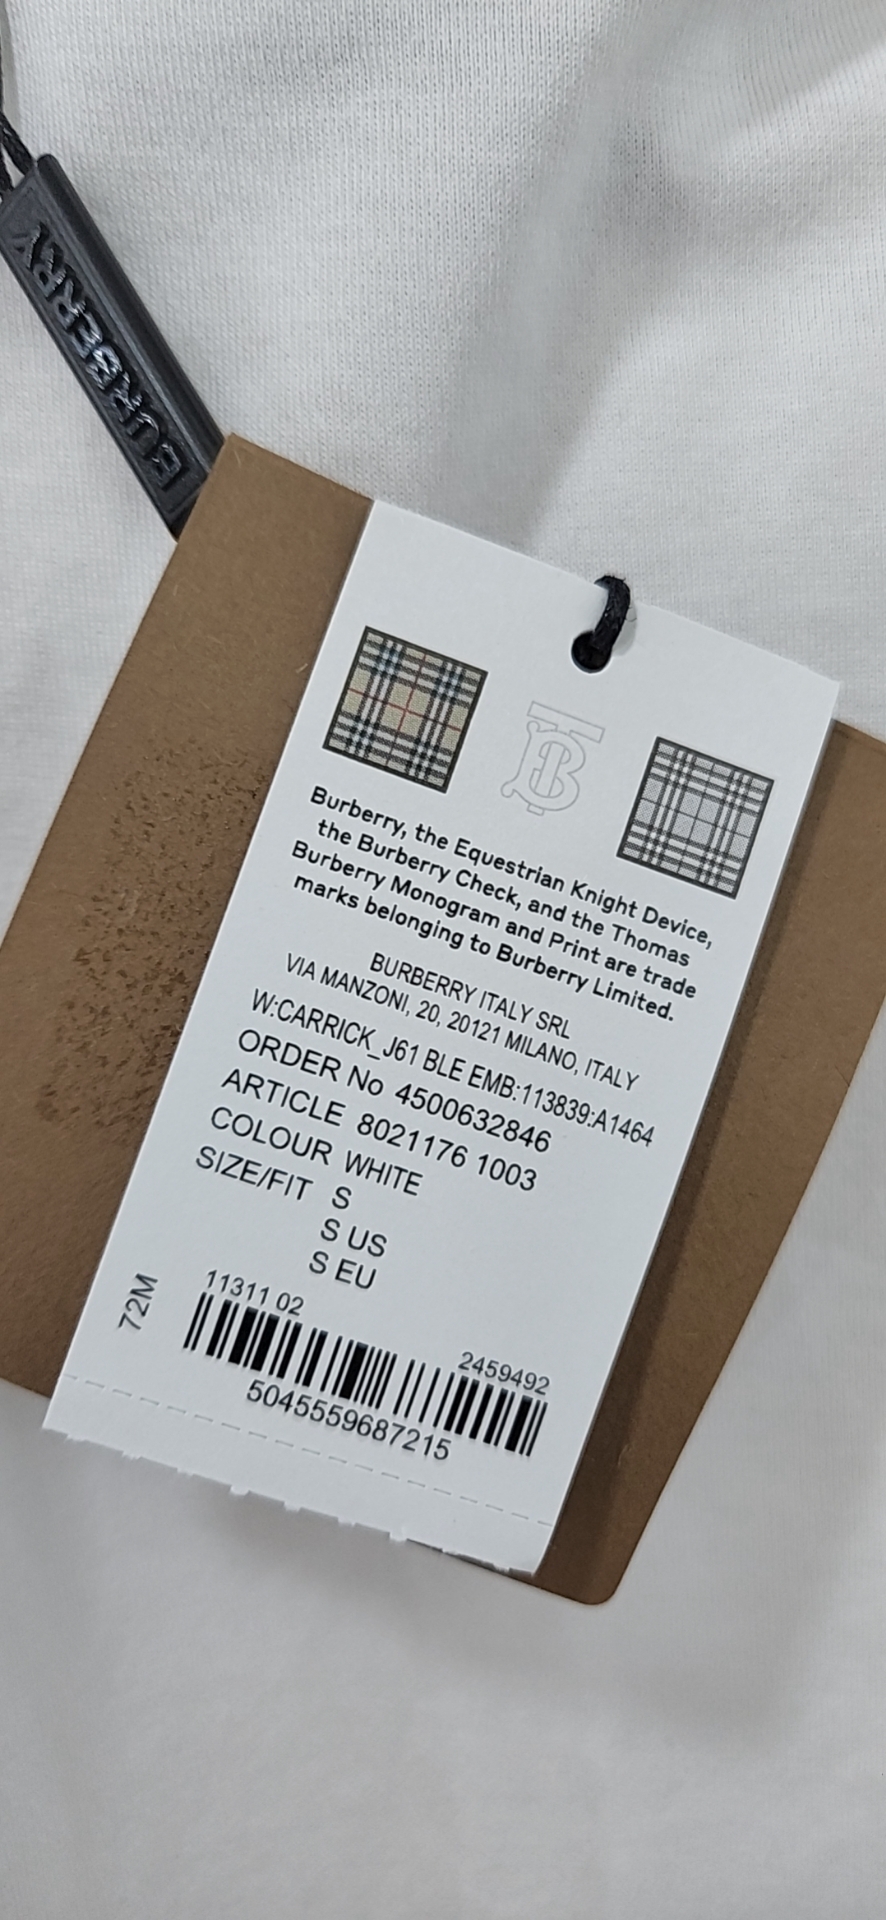 BURBERRY
Burberry, the Equestrian Knight Device,
the Burberry Check, and the Thomas
Burberry Monogram and Print are trade
marks belonging to Burberry Limited.
BURBERRY ITALY SRL
VIA MANZONI, 20, 20121 MILANO, ITALY
W:CARRICK_J61 BLE EMB:113839:A1464
ORDER No 4500632846
ARTICLE 8021176 1003
COLOUR WHITE
SIZE/FIT S
S US
S EU
72M
11311 02
2459492
5045559687215